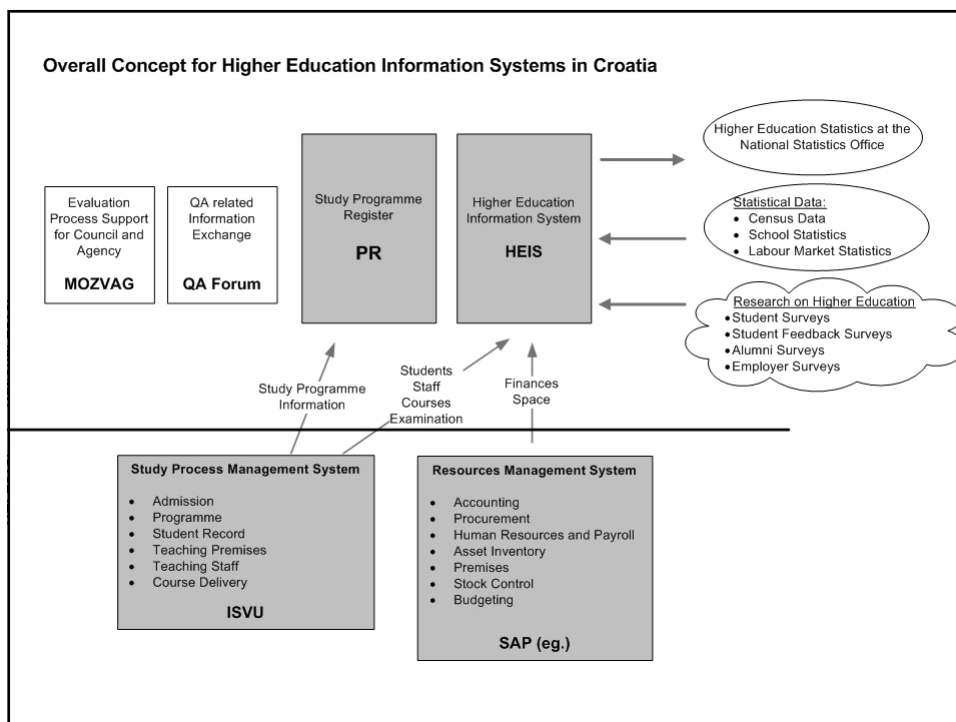 Overall Concept for Higher Education Information Systems in Croatia
Evaluation
Process Support
for Council and
Agency
MOZVAG
QA related
Information
Exchange
QA Forum
Study Programme
Register
PR
Higher Education
Information System
HEIS
Higher Education Statistics at the
National Statistics Office
Statistical Data:
• Census Data
• School Statistics
• Labour Market Statistics
Research on Higher Education
• Student Surveys
• Student Feedback Surveys
• Alumni Surveys
• Employer Surveys
Study Programme
Information
Students
Staff
Courses
Examination
Finances
Space
Study Process Management System
• Admission
• Programme
• Student Record
• Teaching Premises
• Teaching Staff
• Course Delivery
ISVU
Resources Management System
• Accounting
• Procurement
• Human Resources and Payroll
• Asset Inventory
• Premises
• Stock Control
• Budgeting
SAP (eg.)